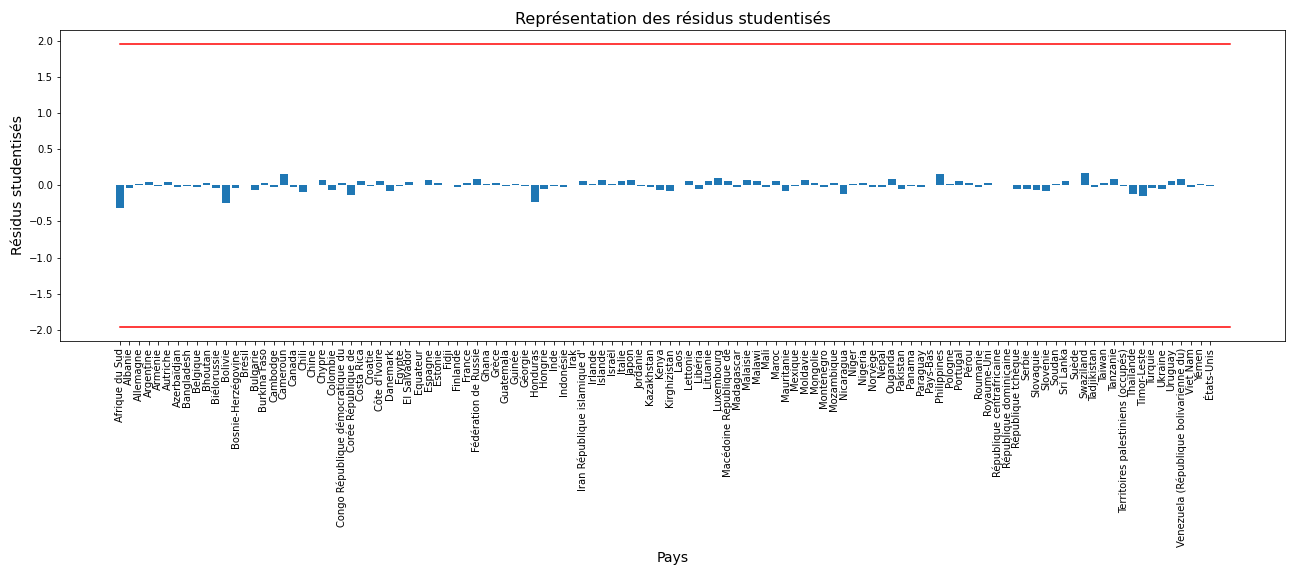 Représentation des résidus studentisés
Résidus studentisés
2.0
1.5
1.0
0.5
0.0
−0.5
−1.0
−1.5
−2.0
Afrique du Sud
Albanie
Allemagne
Argentine
Arménie
Autriche
Azerbaïdjan
Bangladesh
Belgique
Bhoutan
Biélorussie
Bolivie
Bosnie-Herzégovine
Brésil
Bulgarie
Burkina Faso
Cambodge
Cameroun
Canada
Chili
Chine
Chypre
Colombie
Congo République démocratique du
Corée République de
Costa Rica
Croatie
Côte d'Ivoire
Danemark
Egypte
El Salvador
Equateur
Espagne
Estonie
Fidji
Finlande
France
Fédération de Russie
Ghana
Grèce
Guatemala
Guinée
Géorgie
Honduras
Hongrie
Inde
Indonésie
Irak
Iran République islamique d'
Irlande
Islande
Israël
Italie
Japon
Jordanie
Kazakhstan
Kenya
Kirghizistan
Laos
Lettonie
Libéria
Lituanie
Luxembourg
Macédoine République de
Madagascar
Malaisie
Malawi
Mali
Maroc
Mauritanie
Mexique
Moldavie
Mongolie
Monténégro
Mozambique
Nicaragua
Niger
Nigéria
Norvège
Népal
Ouganda
Pakistan
Panama
Paraguay
Pays-Bas
Philippines
Pologne
Portugal
Pérou
Roumanie
Royaume-Uni
République centrafricaine
République dominicaine
République tchèque
Serbie
Slovaquie
Slovénie
Soudan
Sri Lanka
Suède
Swaziland
Tadjikistan
Taïwan
Tanzanie
Territoires palestiniens (occupés)
Thaïlande
Timor-Leste
Turquie
Ukraine
Uruguay
Venezuela (République bolivarienne du)
Viet Nam
Yémen
États-Unis
Pays